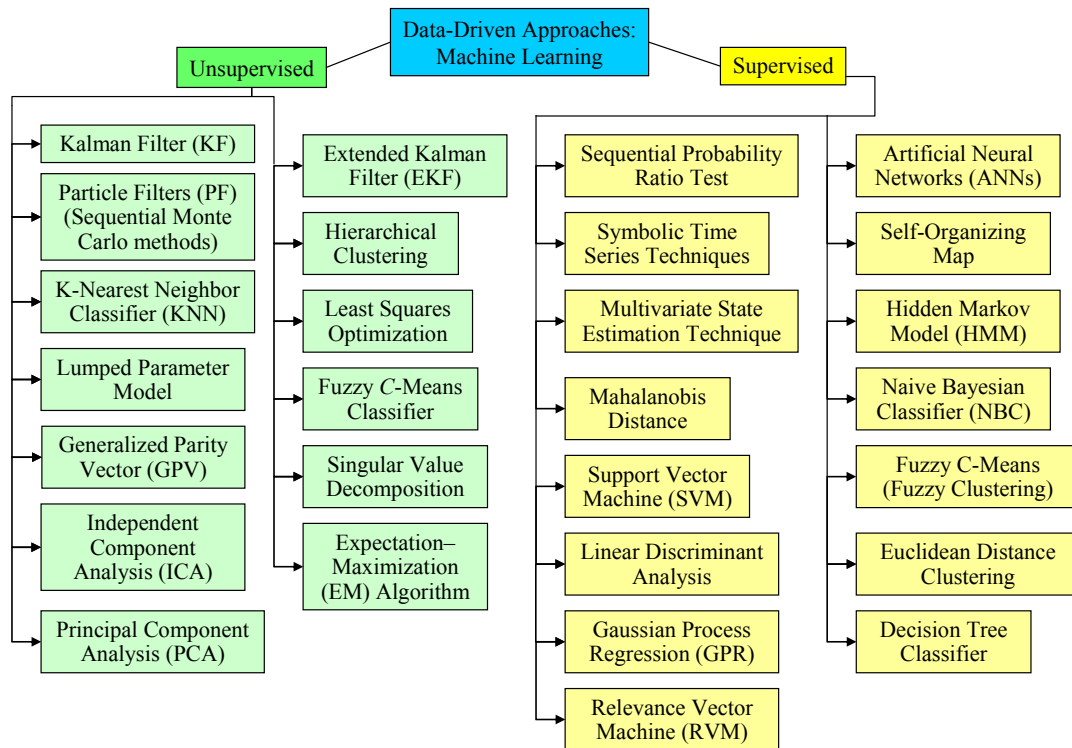 Data-Driven Approaches:
Machine Learning
Unsupervised
Supervised
Kalman Filter (KF)
Particle Filters (PF)
(Sequential Monte
Carlo methods)
K-Nearest Neighbor
Classifier (KNN)
Lumped Parameter
Model
Generalized Parity
Vector (GPV)
Independent
Component
Analysis (ICA)
Principal Component
Analysis (PCA)
Extended Kalman
Filter (EKF)
Hierarchical
Clustering
Least Squares
Optimization
Fuzzy C-Means
Classifier
Singular Value
Decomposition
Expectation–
Maximization
(EM) Algorithm
Sequential Probability
Ratio Test
Symbolic Time
Series Techniques
Multivariate State
Estimation Technique
Mahalanobis
Distance
Support Vector
Machine (SVM)
Linear Discriminant
Analysis
Gaussian Process
Regression (GPR)
Relevance Vector
Machine (RVM)
Artificial Neural
Networks (ANNs)
Self-Organizing
Map
Hidden Markov
Model (HMM)
Naive Bayesian
Classifier (NBC)
Fuzzy C-Means
(Fuzzy Clustering)
Euclidean Distance
Clustering
Decision Tree
Classifier